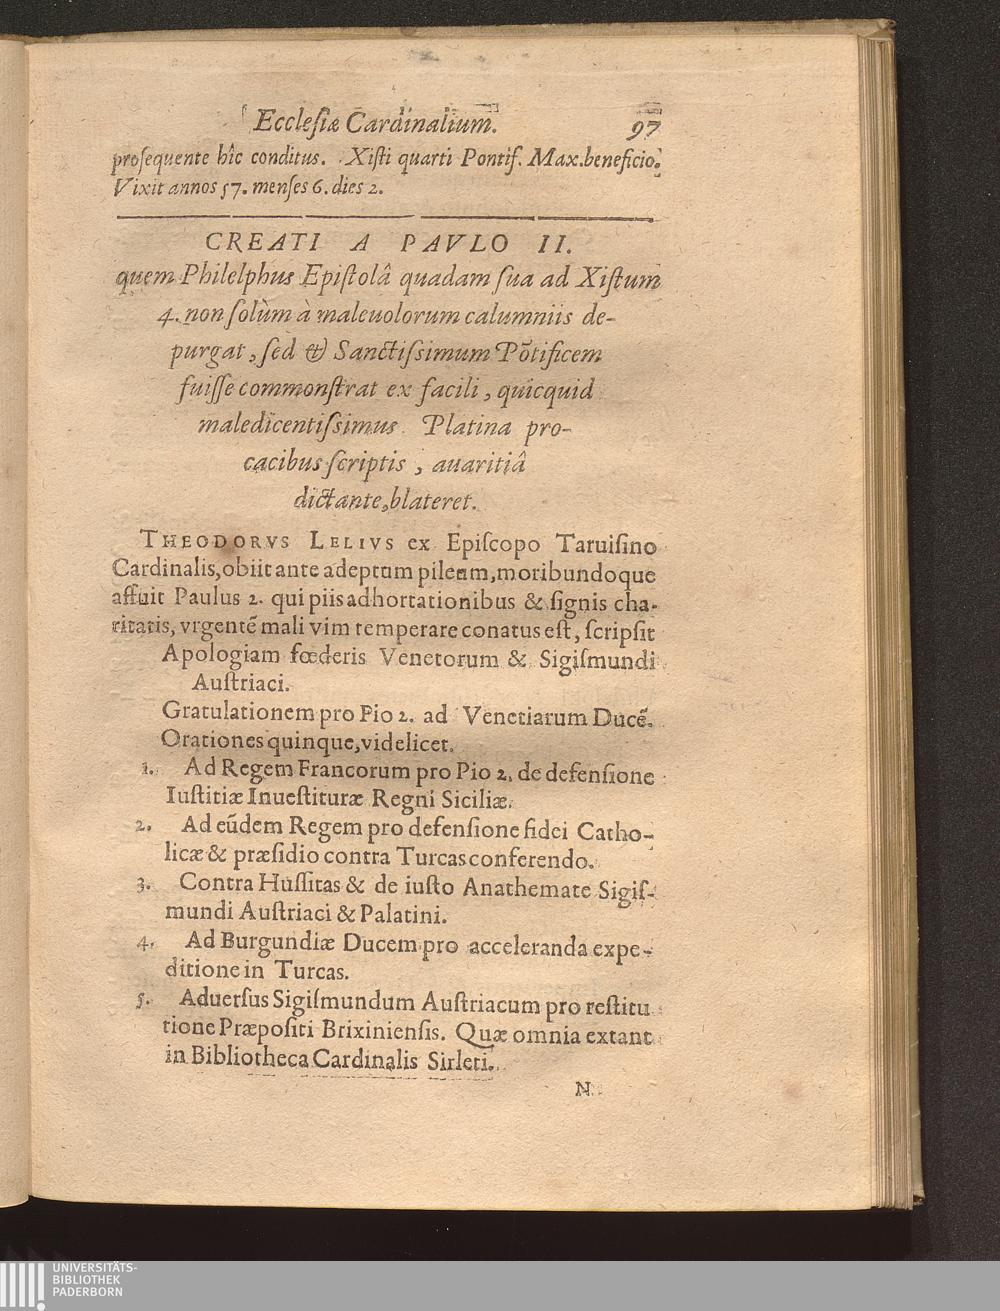 Ecclesiæ Cardinalium. 97
prosequente hîc conditus. Xisti quarti Pontif. Max. beneficio.
Vixit annos 57. menses 6. dies 2.
CREATI A PAVLO II.
quem Philelphus Epistolâ quadam sua ad Xistum
4. non solùm à maleuolorum calumniis de-
purgat, sed & Sanctissimum Põtificem
fuisse commonstrat ex facili, quicquid
maledicentissimus Platina pro-
cacibus scriptis, auaritiâ
dictante, blateret.
THEODORVS LELIVS ex Episcopo Taruisino
Cardinalis, obiit ante adeptum pileum, moribundoque
affuit Paulus 2. qui piis adhortationibus & signis cha-
ritatis, vrgentẽ mali vim temperare conatus est, scripsit
Apologiam fœderis Venetorum & Sigismundi
Austriaci.
Gratulationem pro Pio 2. ad Venetiarum Ducẽ.
Orationes quinque, videlicet.
1. Ad Regem Francorum pro Pio 2. de defensione
Iustitiæ Inuestituræ Regni Siciliæ.
2. Ad eũdem Regem pro defensione fidei Catho-
licæ & præsidio contra Turcas conferendo.
3. Contra Hussitas & de iusto Anathemate Sigis-
mundi Austriaci & Palatini.
4. Ad Burgundiæ Ducem pro acceleranda expe-
ditione in Turcas.
5. Aduersus Sigismundum Austriacum pro restitu
tione Præpositi Brixiniensis. Quæ omnia extant
in Bibliotheca Cardinalis Sirleti.
N
UNIVERSITÄTS-
BIBLIOTHEK
PADERBORN